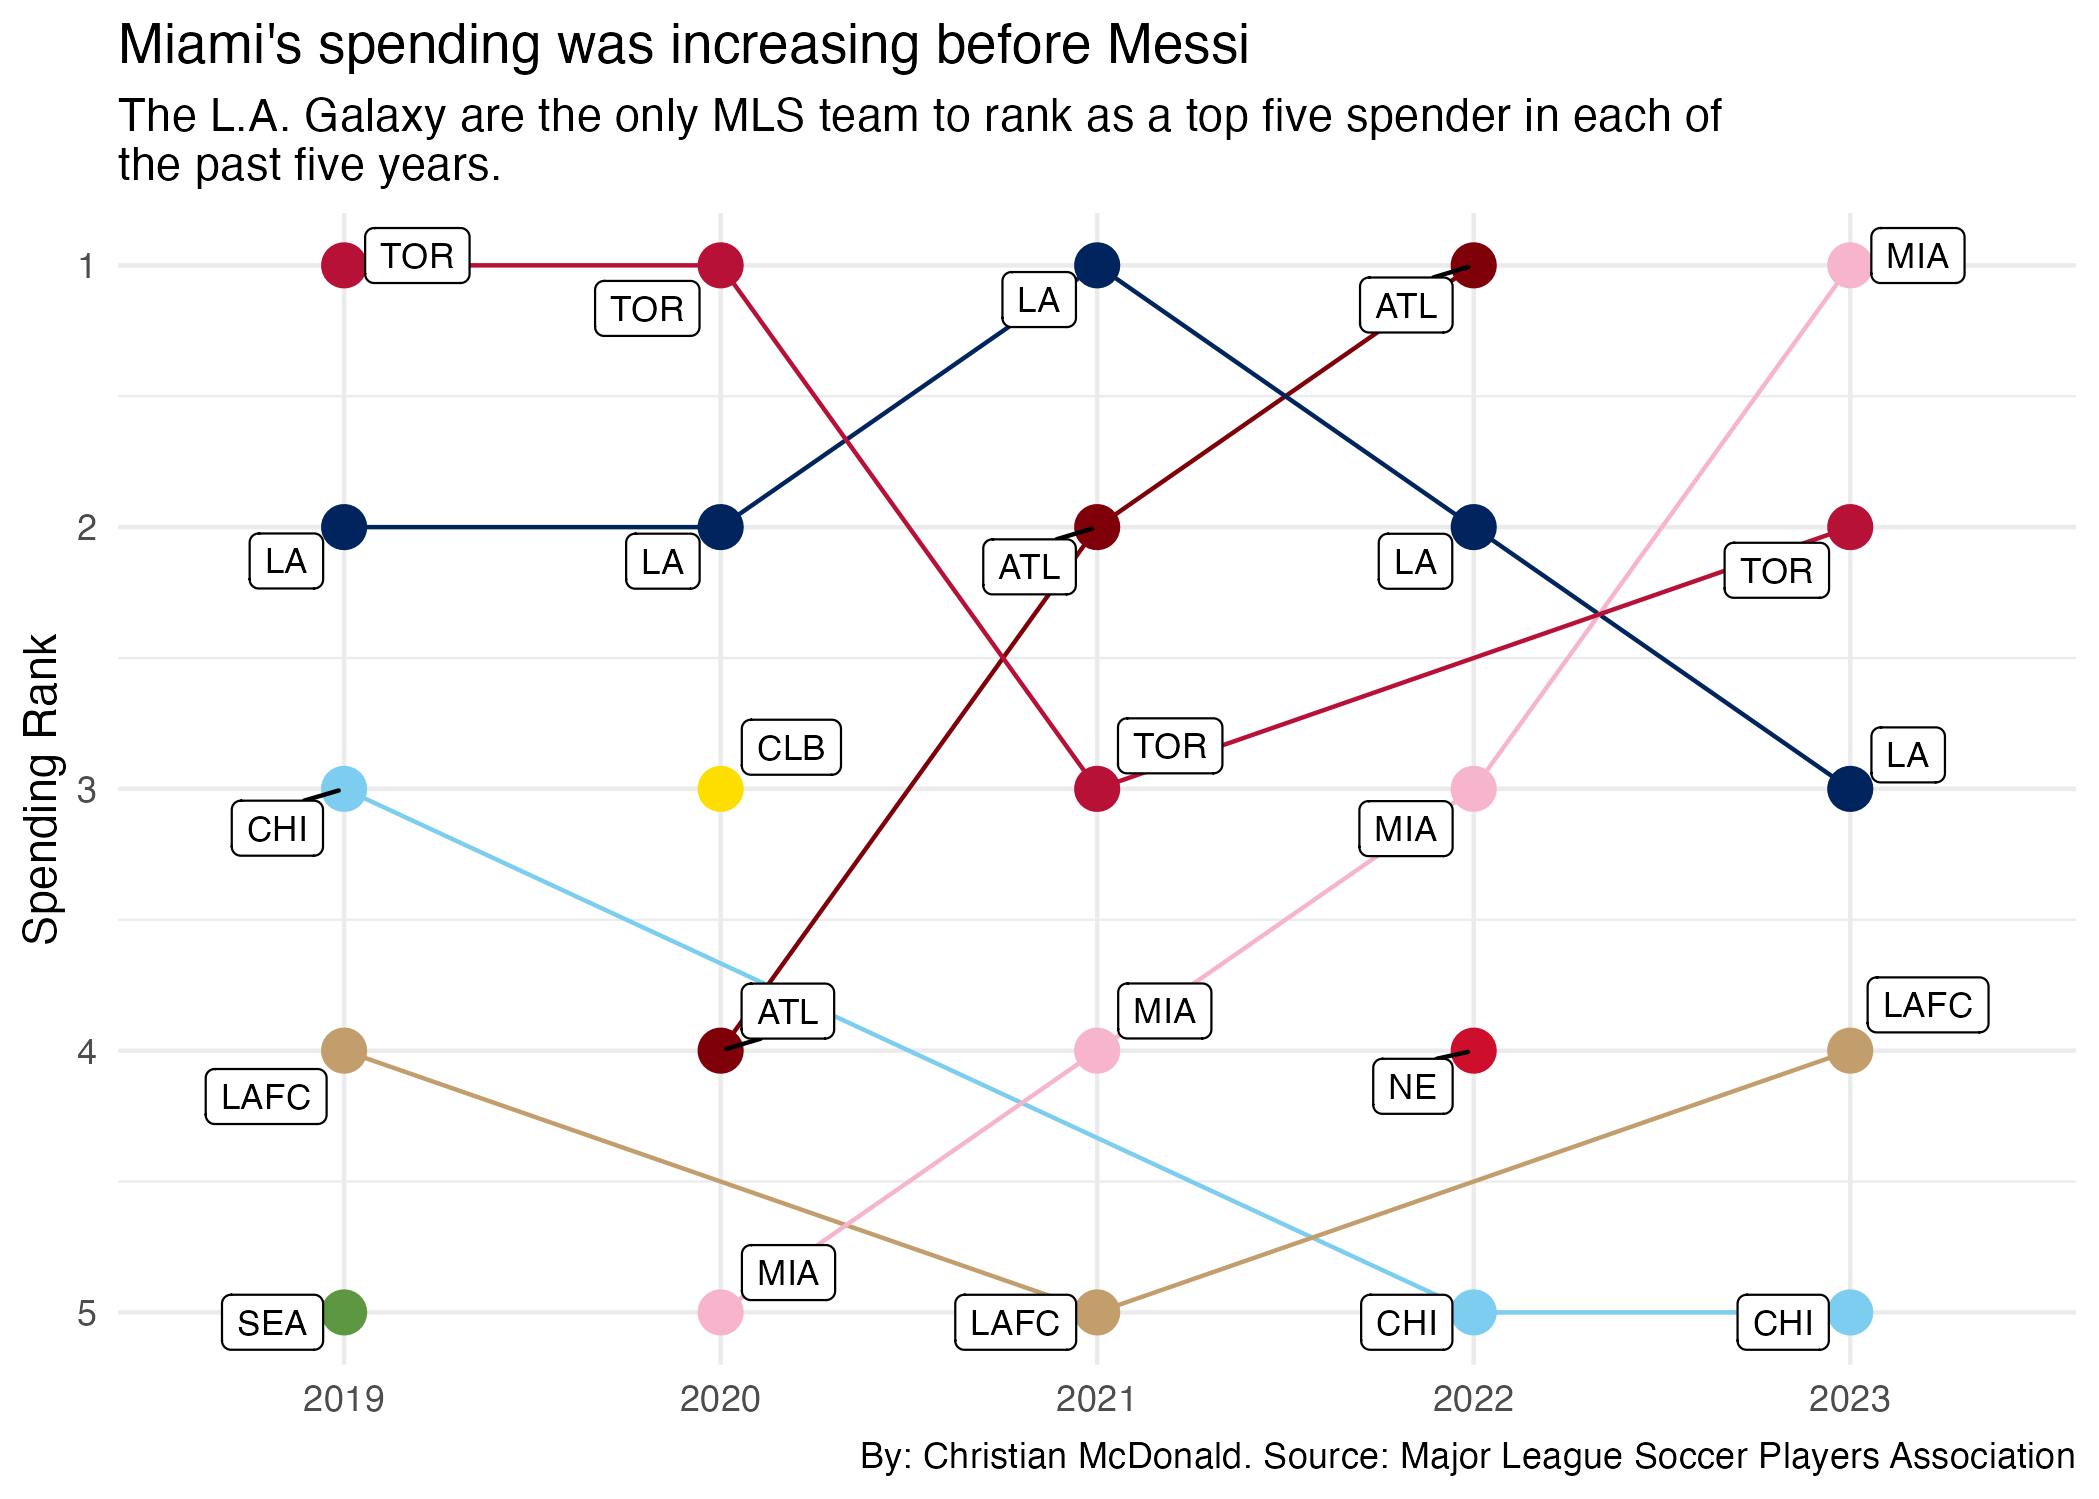 Miami's spending was increasing before Messi
The L.A. Galaxy are the only MLS team to rank as a top five spender in each of
the past five years.
Spending Rank
1
TOR
TOR
LA
ATL
MIA
2
LA
LA
ATL
LA
TOR
3
CHI
CLB
TOR
MIA
LA
4
LAFC
ATL
MIA
NE
LAFC
5
SEA
MIA
LAFC
CHI
CHI
2019
2020
2021
2022
2023
By: Christian McDonald. Source: Major League Soccer Players Association